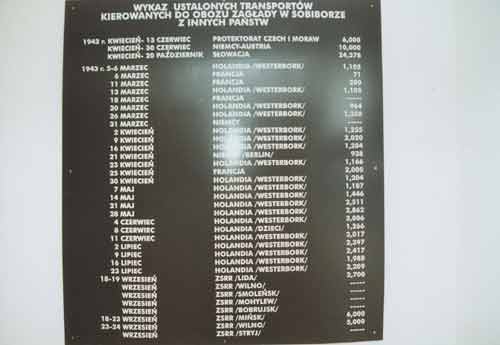 WYKAZ USTALONYCH TRANSPORTÓW
KIEROWANYCH DO OBOZU ZAGŁADY W SOBIBORZE
Z INNYCH PAŃSTW
1942 r. KWIECIEŃ- 13 CZERWIEC PROTEKTORAT CZECH I MORAW 6,000
KWIECIEŃ- 30 CZERWIEC NIEMCY-AUSTRIA 10,000
KWIECIEŃ- 20 PAŹDZIERNIK SŁOWACJA 24,378
1943 r. 5-6 MARZEC HOLANDIA /WESTERBORK/ 1,105
6 MARZEC FRANCJA 71
11 MARZEC FRANCJA
13 MARZEC HOLANDIA /WESTERBORK/ 1,105
18 MARZEC FRANCJA -----
20 MARZEC HOLANDIA /WESTERBORK/ 964
26 MARZEC HOLANDIA /WESTERBORK/ 1,250
31 MARZEC NIEMCY -----
2 KWIECIEŃ HOLANDIA /WESTERBORK/ 1,255
9 KWIECIEŃ HOLANDIA /WESTERBORK/ 2,020
16 KWIECIEŃ HOLANDIA /WESTERBORK/ 1,204
21 KWIECIEŃ NIEMCY /BERLIN/ 938
23 KWIECIEŃ HOLANDIA /WESTERBORK/ 1,166
25 KWIECIEŃ FRANCJA 2,005
30 KWIECIEŃ HOLANDIA /WESTERBORK/ 1,204
7 MAJ HOLANDIA /WESTERBORK/ 1,187
14 MAJ HOLANDIA /WESTERBORK/ 1,446
21 MAJ HOLANDIA /WESTERBORK/ 2,511
28 MAJ HOLANDIA /WESTERBORK/ 2,862
4 CZERWIEC HOLANDIA /WESTERBORK/ 3,006
8 CZERWIEC HOLANDIA /DZIECI/ 1,266
11 CZERWIEC HOLANDIA /WESTERBORK/ 3,017
2 LIPIEC HOLANDIA /WESTERBORK/ 2,397
9 LIPIEC HOLANDIA /WESTERBORK/ 2,417
16 LIPIEC HOLANDIA /WESTERBORK/ 1,988
23 LIPIEC HOLANDIA /WESTERBORK/ 2,209
18-19 WRZESIEŃ ZSRR /LIDA/ 2,700
WRZESIEŃ ZSRR /WILNO/ -----
WRZESIEŃ ZSRR /SMOLEŃSK/ -----
WRZESIEŃ ZSRR /MOHYLEW/ -----
WRZESIEŃ ZSRR /BOBRUJSK/ -----
18-23 WRZESIEŃ ZSRR /MIŃSK/ 6,000
23-24 WRZESIEŃ ZSRR /WILNO/ 5,000
WRZESIEŃ ZSRR /STRYJ/ -----